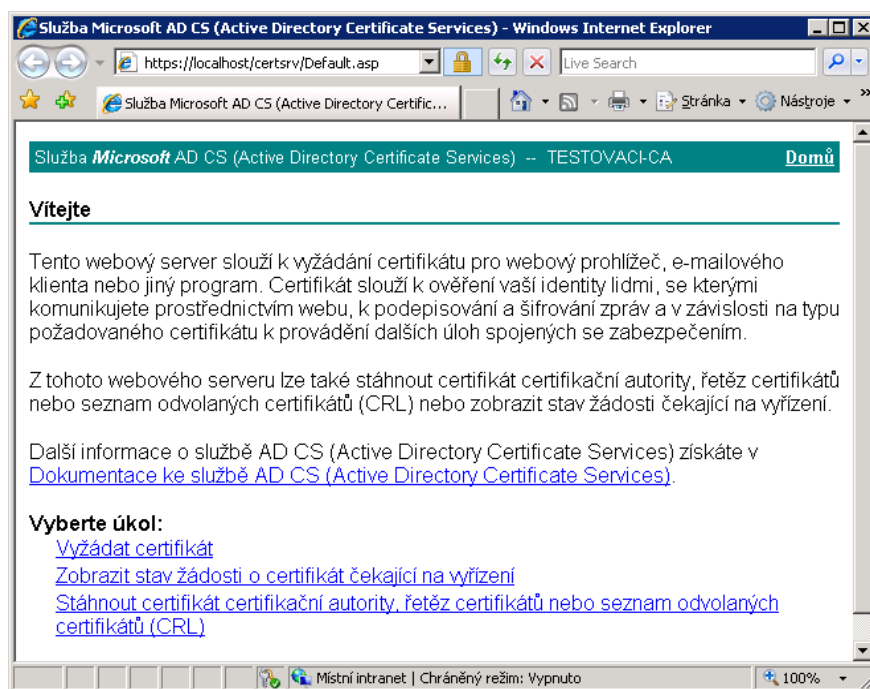 Služba Microsoft AD CS (Active Directory Certificate Services) - Windows Internet Explorer
https://localhost/certsrv/Default.asp
Live Search
Služba Microsoft AD CS (Active Directory Certific...
Stránka
Nástroje
»
Služba Microsoft AD CS (Active Directory Certificate Services) -- TESTOVACI-CA
Domů
Vítejte
Tento webový server slouží k vyžádání certifikátu pro webový prohlížeč, e-mailového
klienta nebo jiný program. Certifikát slouží k ověření vaší identity lidmi, se kterými
komunikujete prostřednictvím webu, k podepisování a šifrování zpráv a v závislosti na typu
požadovaného certifikátu k provádění dalších úloh spojených se zabezpečením.
Z tohoto webového serveru lze také stáhnout certifikát certifikační autority, řetěz certifikátů
nebo seznam odvolaných certifikátů (CRL) nebo zobrazit stav žádosti čekající na vyřízení.
Další informace o službě AD CS (Active Directory Certificate Services) získáte v
Dokumentace ke službě AD CS (Active Directory Certificate Services).
Vyberte úkol:
Vyžádat certifikát
Zobrazit stav žádosti o certifikát čekající na vyřízení
Stáhnout certifikát certifikační autority, řetěz certifikátů nebo seznam odvolaných
certifikátů (CRL)
Místní intranet | Chráněný režim: Vypnuto
100%